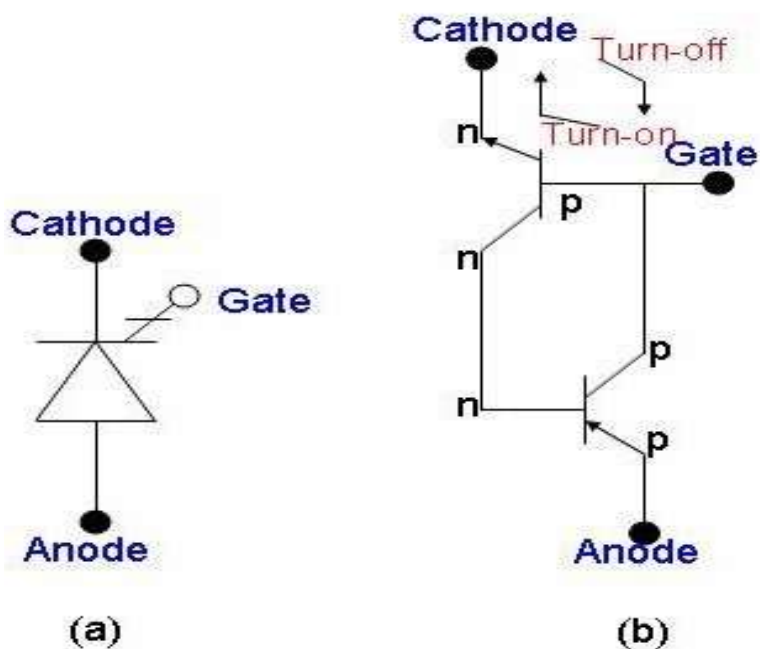 Cathode
Gate
Anode
(a)
Cathode
Turn-off
n
Turn-on
Gate
p
n
p
n
p
Anode
(b)